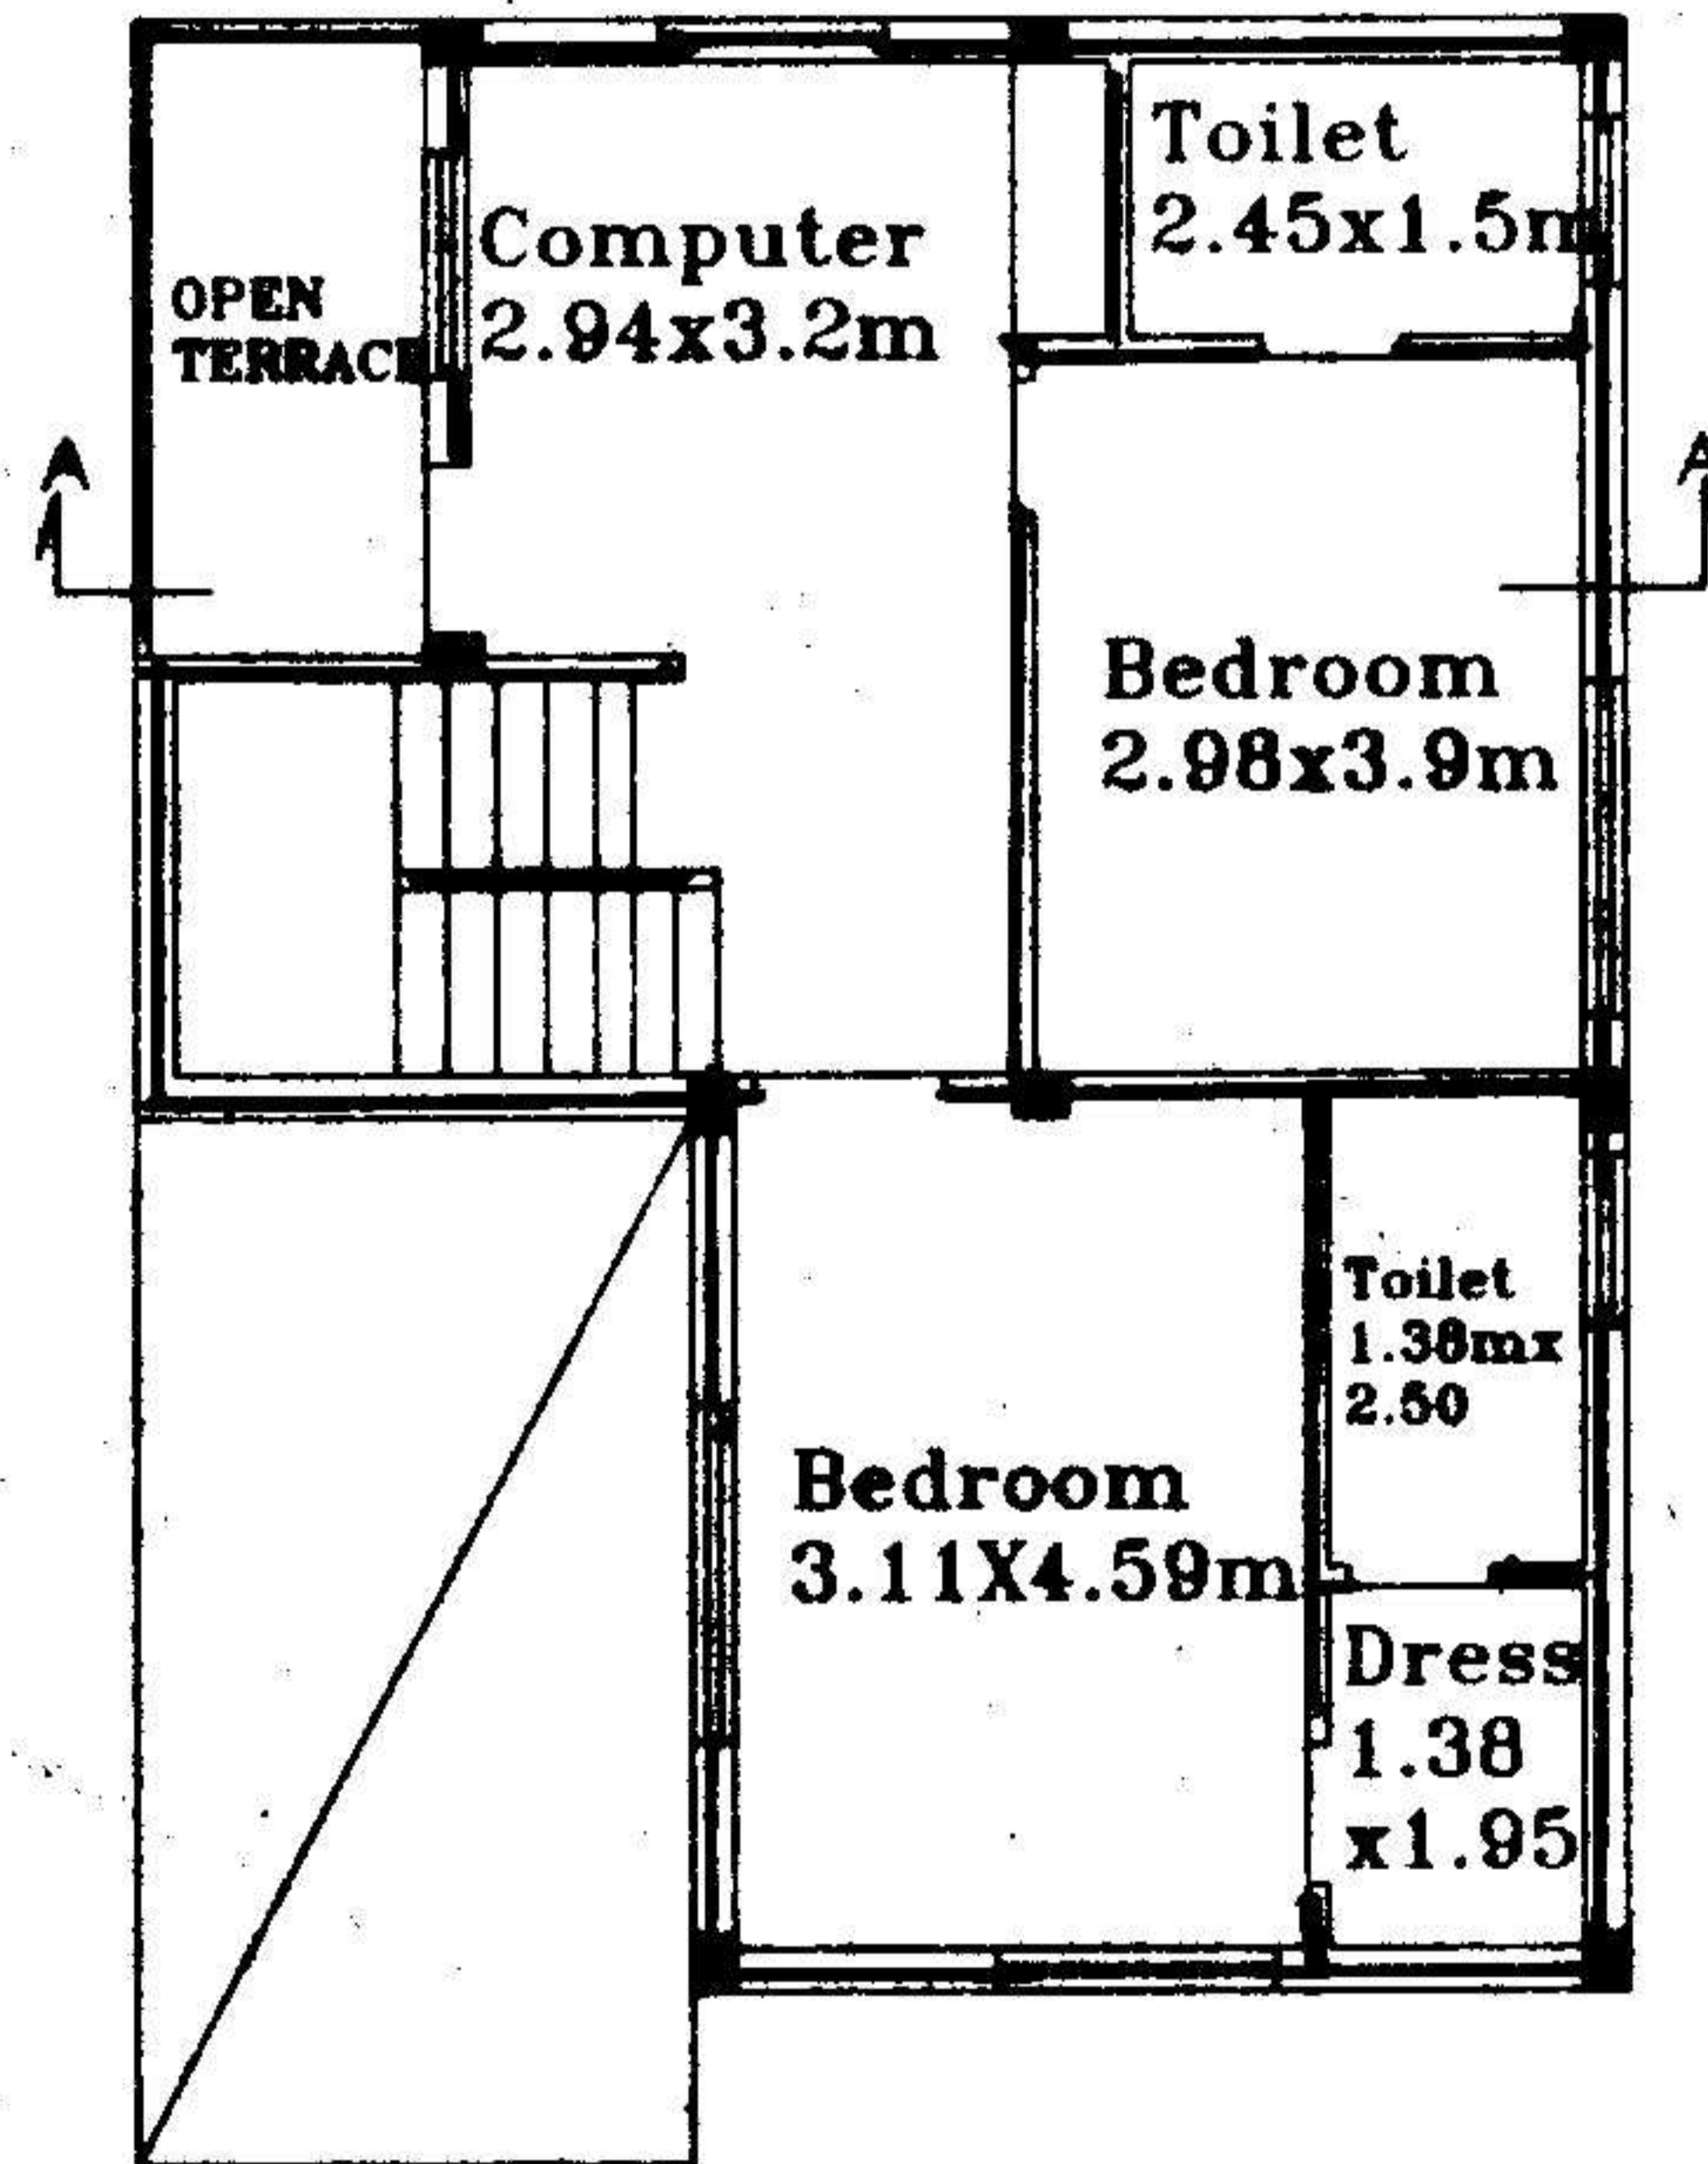 Toilet
2.45x1.5m
Computer
2.94x3.2m
OPEN
TERRACE
A
A
Bedroom
2.98x3.9m
Toilet
1.38mx
2.50
Bedroom
3.11X4.59m
Dress
1.38
x1.95